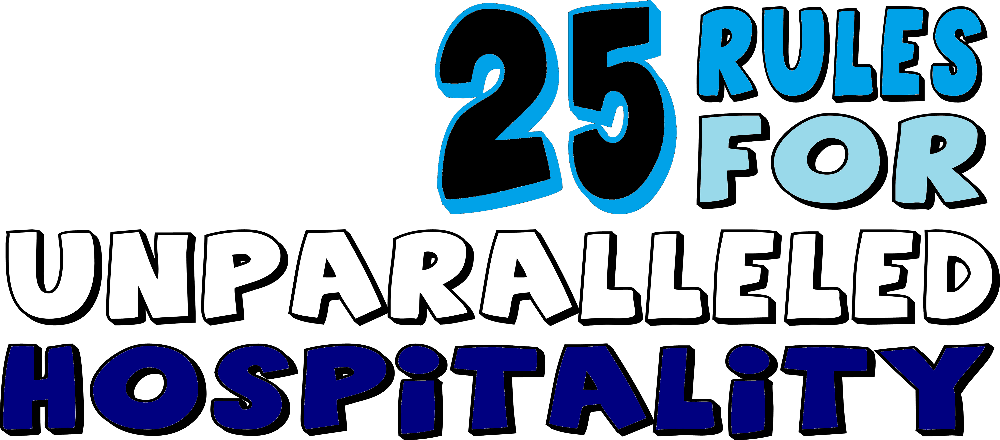 25 RULES
FOR
UNPARALLELED
HOSPiTALiTY